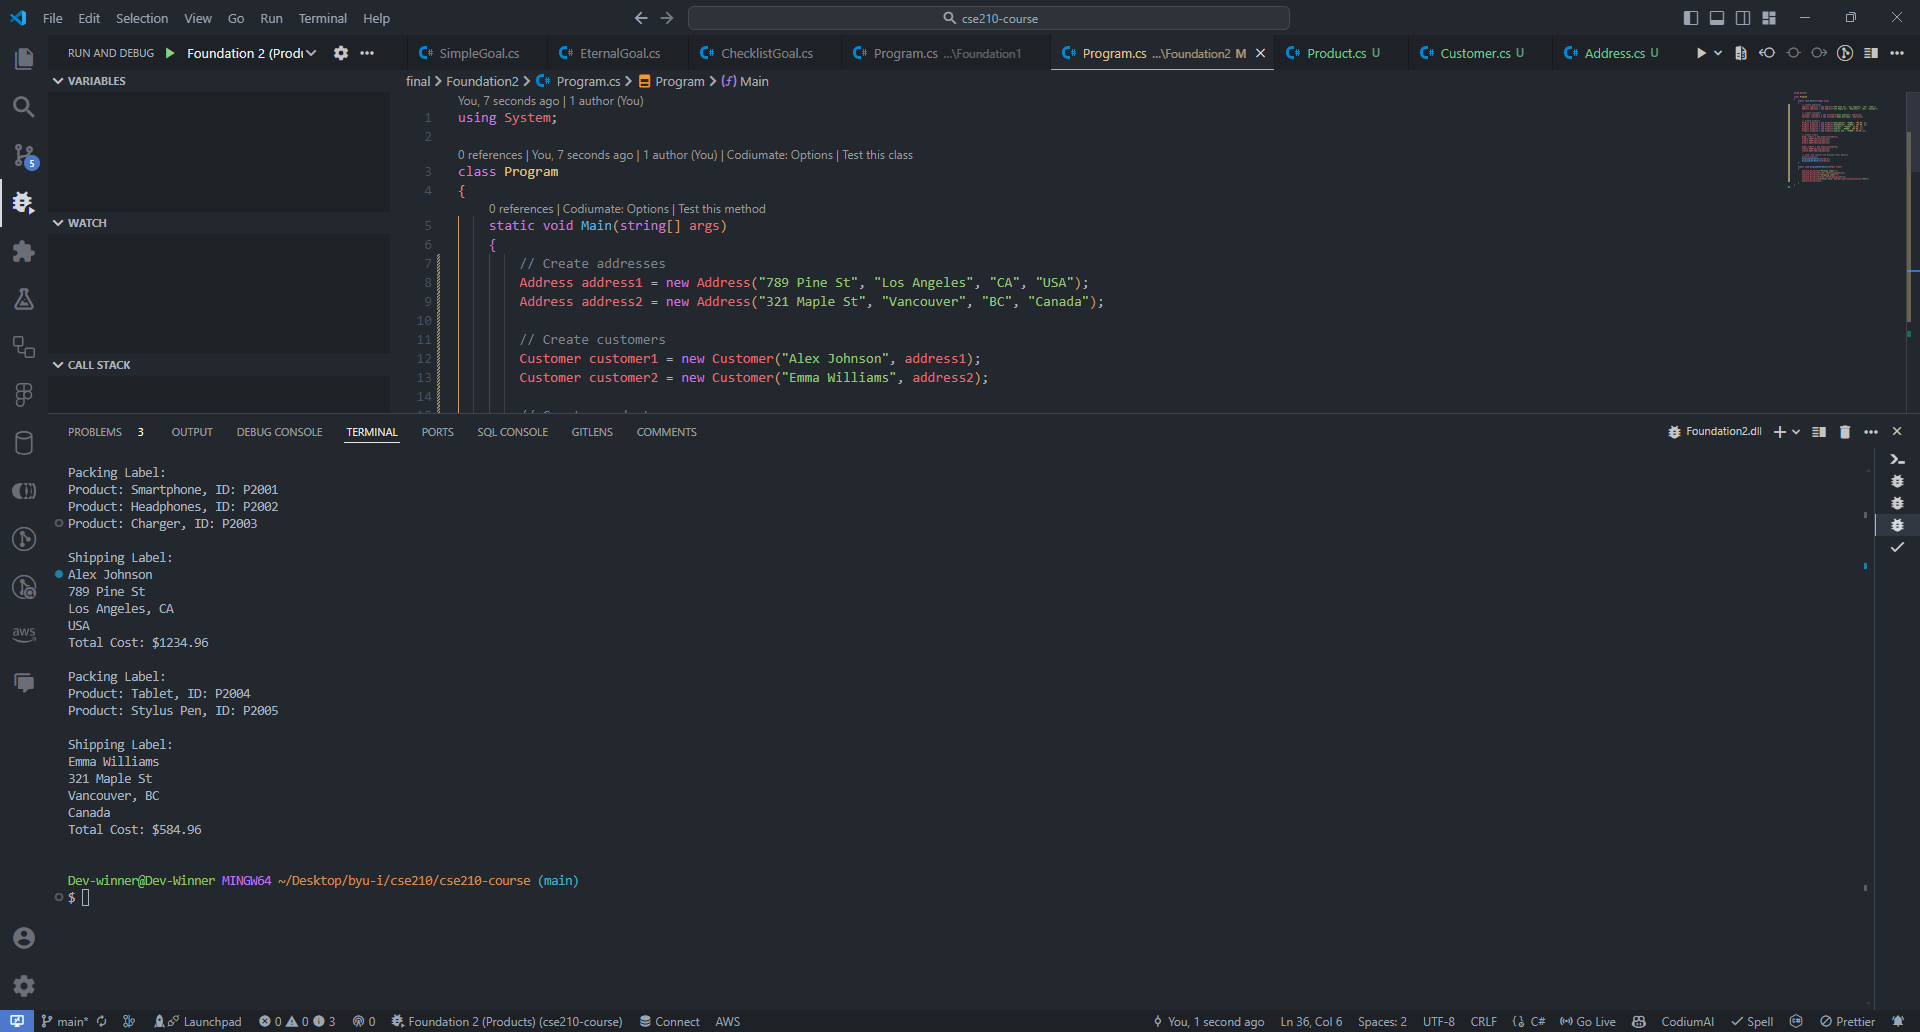 File Edit Selection View Go Run Terminal Help
cse210-course
RUN AND DEBUG Foundation 2 (Produ
SimpleGoal.cs EternalGoal.cs ChecklistGoal.cs Program.cs ...\Foundation1 Program.cs ...\Foundation2 M Product.cs U Customer.cs U Address.cs U
VARIABLES
final > Foundation2 > Program.cs > Program > Main
You, 7 seconds ago | 1 author (You)
1 using System;
2
0 references | You, 7 seconds ago | 1 author (You) | Codiumate: Options | Test this class
3 class Program
4 {
0 references | Codiumate: Options | Test this method
5 static void Main(string[] args)
6 {
7 // Create addresses
8 Address address1 = new Address("789 Pine St", "Los Angeles", "CA", "USA");
9 Address address2 = new Address("321 Maple St", "Vancouver", "BC", "Canada");
10
11 // Create customers
12 Customer customer1 = new Customer("Alex Johnson", address1);
13 Customer customer2 = new Customer("Emma Williams", address2);
14
WATCH
CALL STACK
5
PROBLEMS 3 OUTPUT DEBUG CONSOLE TERMINAL PORTS SQL CONSOLE GITLENS COMMENTS
Foundation2.dll
Packing Label:
Product: Smartphone, ID: P2001
Product: Headphones, ID: P2002
Product: Charger, ID: P2003
Shipping Label:
Alex Johnson
789 Pine St
Los Angeles, CA
USA
Total Cost: $1234.96
Packing Label:
Product: Tablet, ID: P2004
Product: Stylus Pen, ID: P2005
Shipping Label:
Emma Williams
321 Maple St
Vancouver, BC
Canada
Total Cost: $584.96
Dev-winner@Dev-Winner MINGW64 ~/Desktop/byu-i/cse210/cse210-course (main)
$
aws
main* Launchpad 0 0 3 0 Foundation 2 (Products) (cse210-course) Connect AWS
You, 1 second ago Ln 36, Col 6 Spaces: 2 UTF-8 CRLF {} C# Go Live CodiumAI Spell Prettier